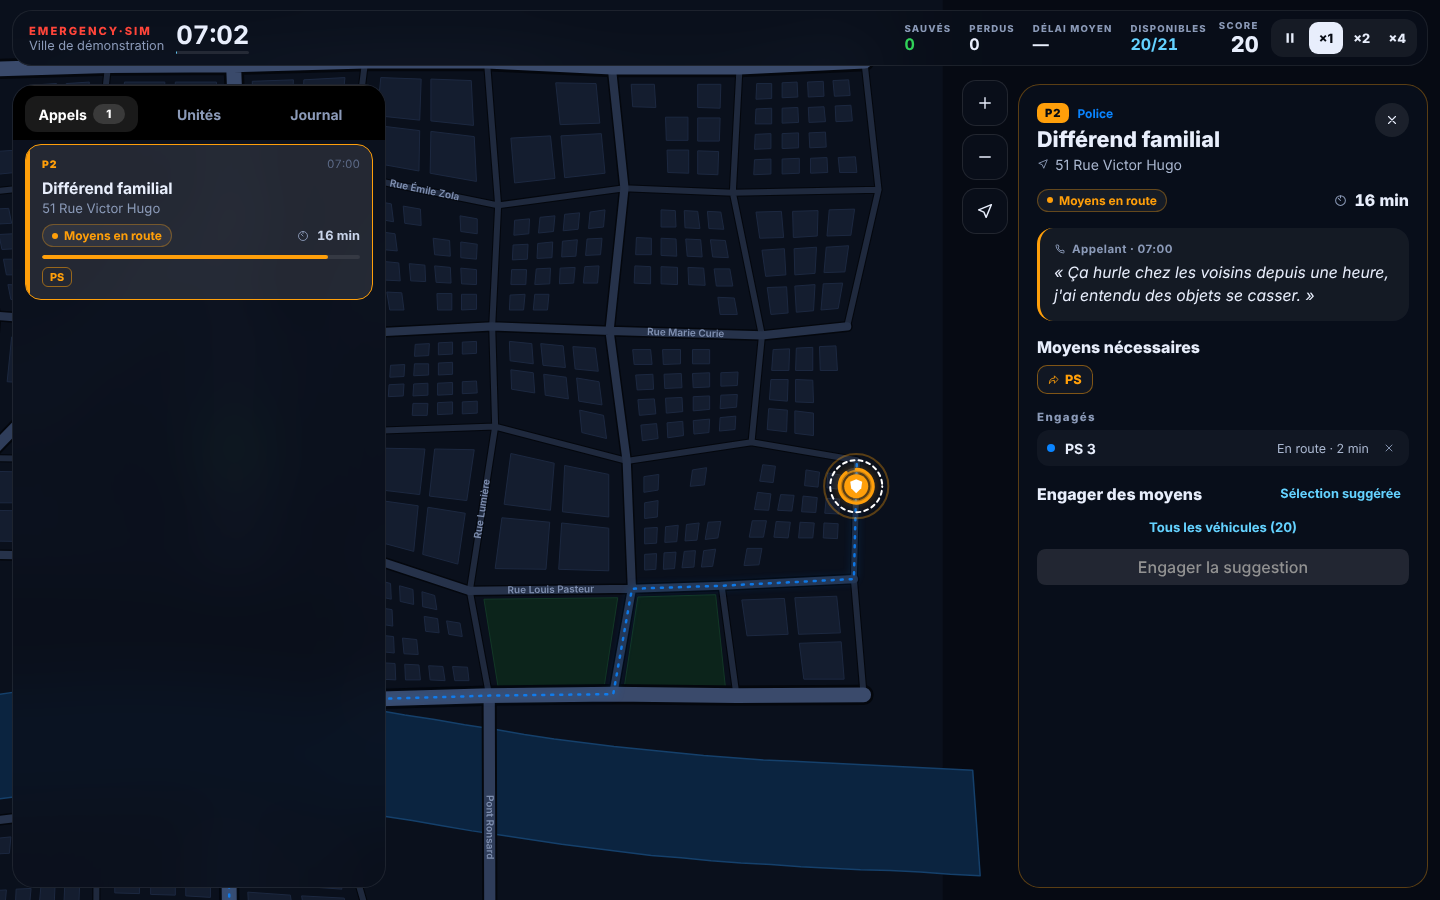 EMERGENCY·SIM
Ville de démonstration
07:02
SAUVÉS
0
PERDUS
0
DÉLAI MOYEN
—
DISPONIBLES
20/21
SCORE
20
×1
×2
×4
Appels 1
Unités
Journal
P2
07:00
Différend familial
51 Rue Victor Hugo
Moyens en route
16 min
PS
Rue Émile Zola
Rue Marie Curie
Rue Lumière
Rue Louis Pasteur
Pont Ronsard
P2 Police
Différend familial
51 Rue Victor Hugo
Moyens en route
16 min
Appelant · 07:00
« Ça hurle chez les voisins depuis une heure,
j'ai entendu des objets se casser. »
Moyens nécessaires
PS
Engagés
PS 3
En route · 2 min
Engager des moyens
Sélection suggérée
Tous les véhicules (20)
Engager la suggestion